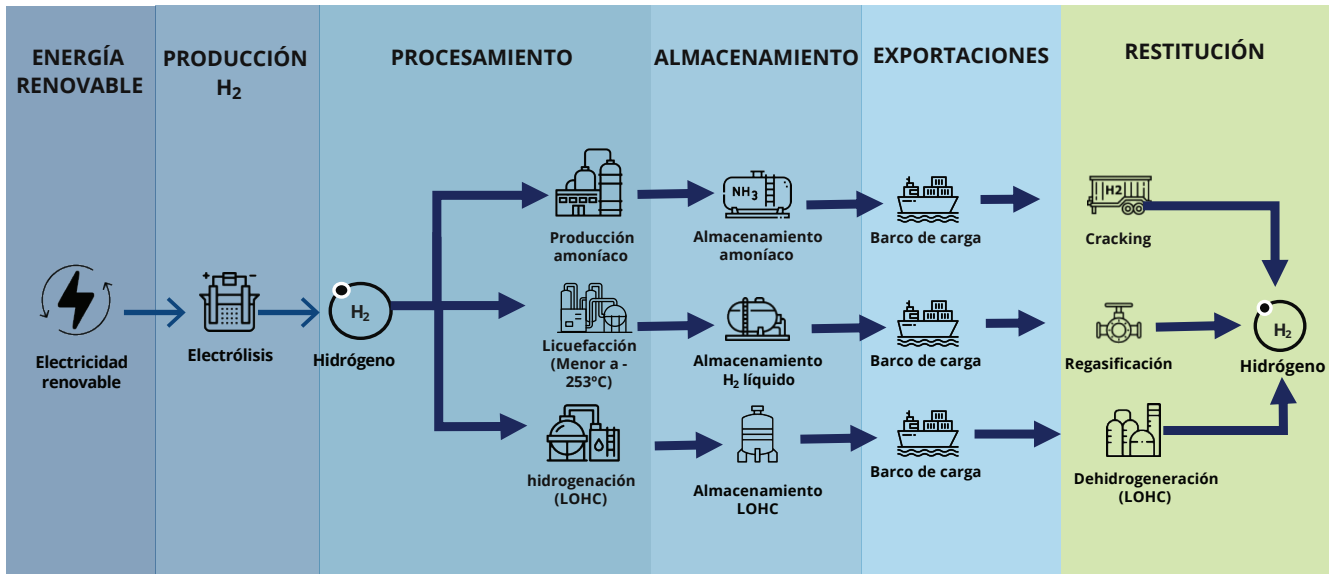 ENERGÍA
RENOVABLE
PRODUCCIÓN
H₂
PROCESAMIENTO
ALMACENAMIENTO
EXPORTACIONES
RESTITUCIÓN
Electricidad
renovable
+ −
Electrólisis
H₂
Hidrógeno
Producción
amoníaco
NH₃
Almacenamiento
amoníaco
Barco de carga
H2
Cracking
Licuefacción
(Menor a -
253°C)
Almacenamiento
H₂ líquido
Barco de carga
Regasificación
H₂
Hidrógeno
hidrogenación
(LOHC)
Almacenamiento
LOHC
Barco de carga
Dehidrogeneración
(LOHC)